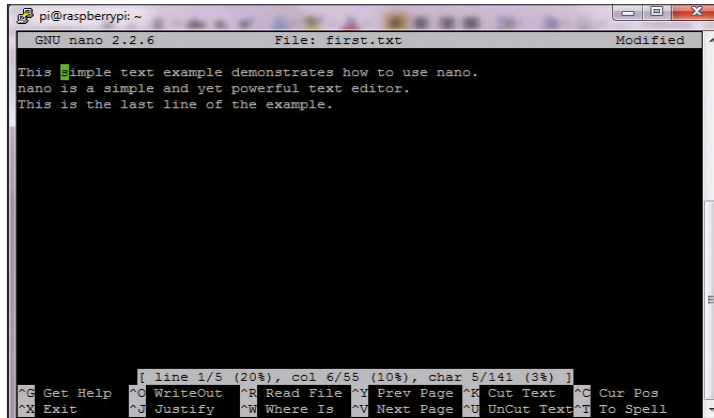 pi@raspberrypi: ~
GNU nano 2.2.6 File: first.txt Modified
This simple text example demonstrates how to use nano.
nano is a simple and yet powerful text editor.
This is the last line of the example.
[ line 1/5 (20%), col 6/55 (10%), char 5/141 (3%) ]
^G Get Help ^O WriteOut ^R Read File ^Y Prev Page ^K Cut Text ^C Cur Pos
^X Exit ^J Justify ^W Where Is ^V Next Page ^U UnCut Text ^T To Spell